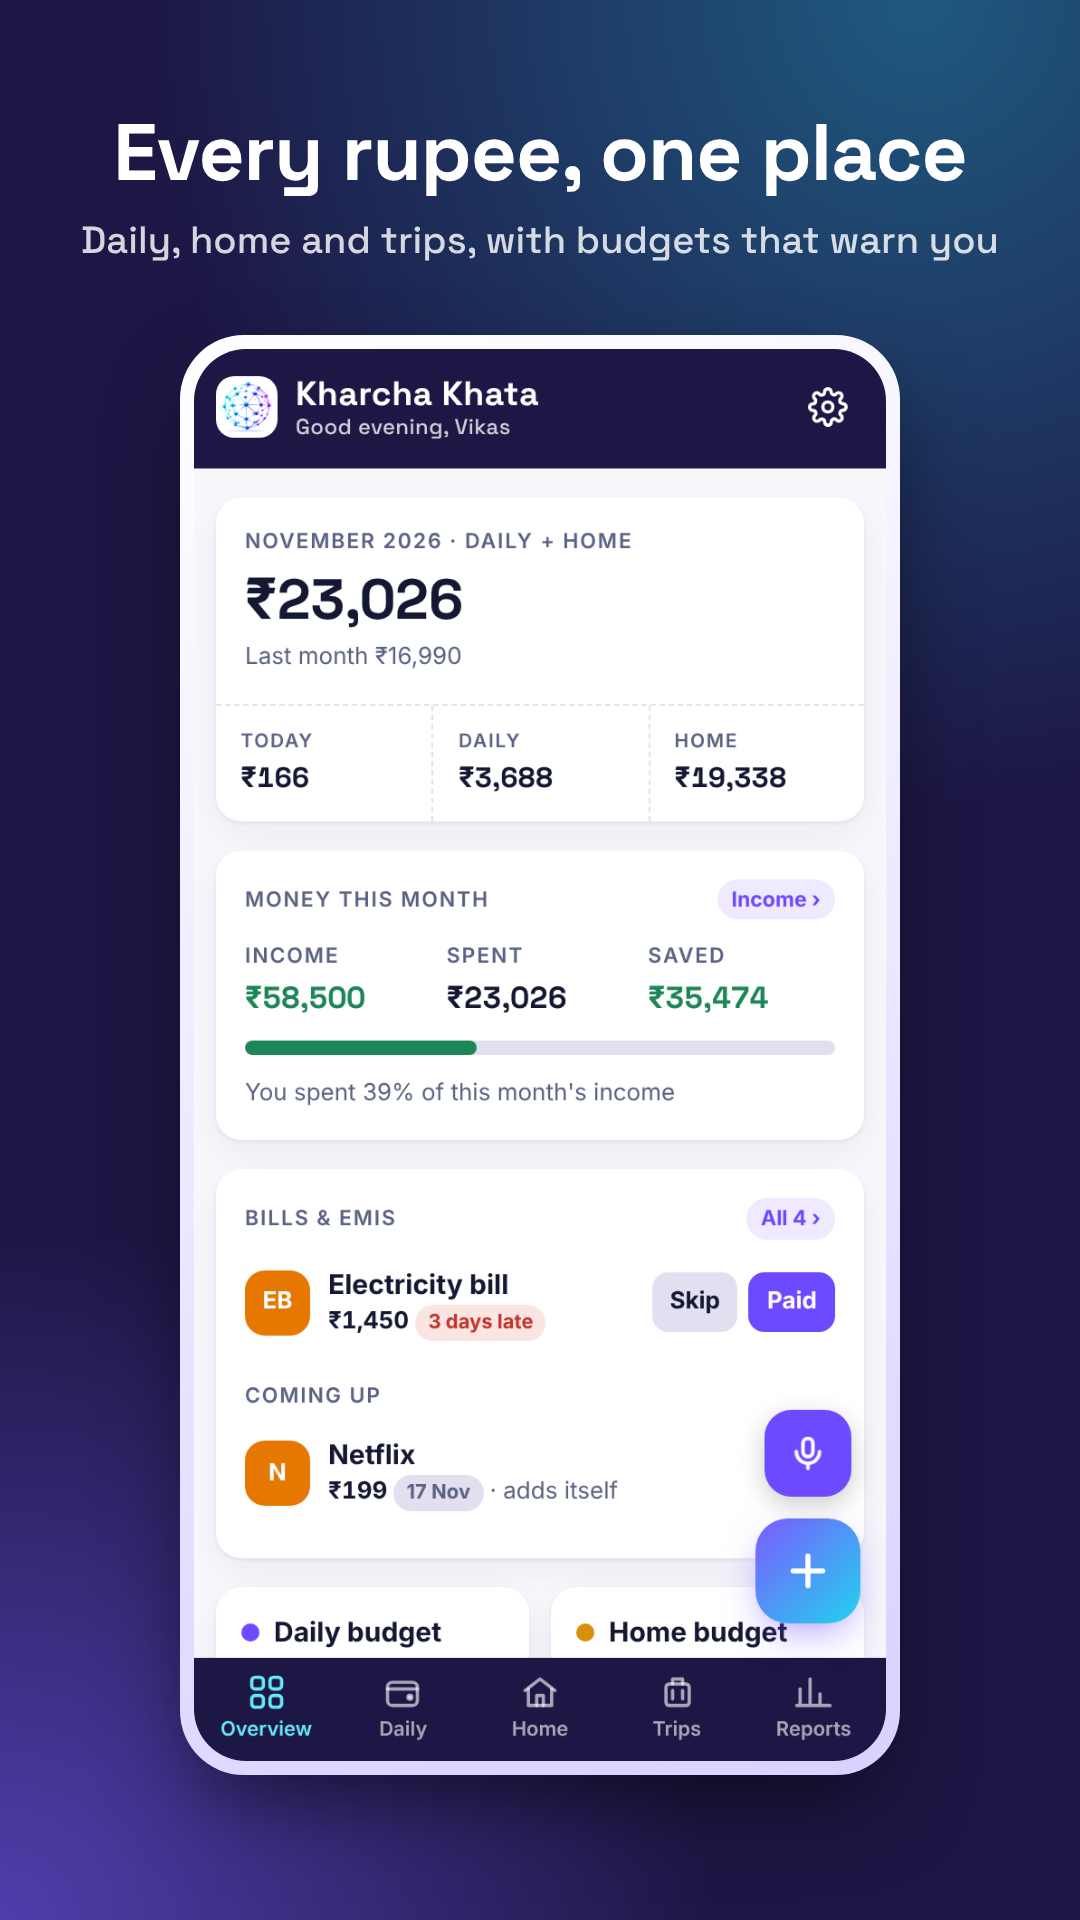 Every rupee, one place
Daily, home and trips, with budgets that warn you
Kharcha Khata
Good evening, Vikas
NOVEMBER 2026 · DAILY + HOME
₹23,026
Last month ₹16,990
TODAY DAILY HOME
₹166 ₹3,688 ₹19,338
MONEY THIS MONTH Income ›
INCOME SPENT SAVED
₹58,500 ₹23,026 ₹35,474
You spent 39% of this month's income
BILLS & EMIS All 4 ›
EB Electricity bill Skip Paid
₹1,450 3 days late
COMING UP
N Netflix
₹199 17 Nov · adds itself
Daily budget Home budget
Overview Daily Home Trips Reports